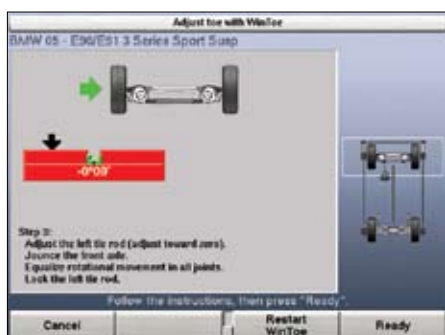 Adjust toe with WinToe
BMW 05 - E90/E91 3 Series Sport Susp
-0°03'
Step 3:
Adjust the left tie rod (adjust toward zero).
Jounce the front axle.
Equalize rotational movement in all joints.
Lock the left tie rod.
Follow the instructions, then press "Ready".
Cancel
Restart
WinToe
Ready